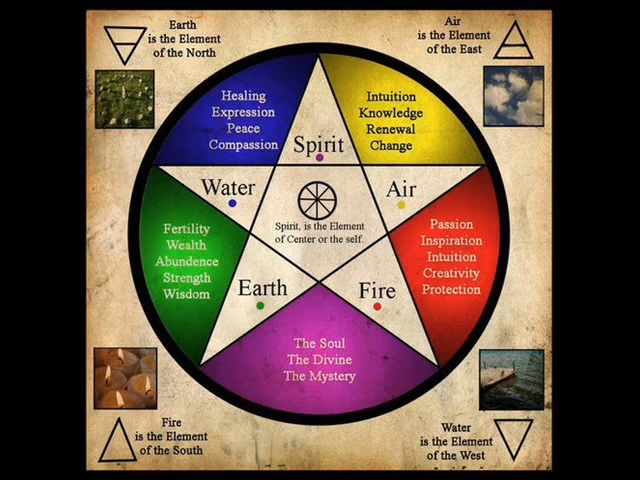 Earth
is the Element
of the North
Air
is the Element
of the East
Healing
Expression
Peace
Compassion
Intuition
Knowledge
Renewal
Change
Spirit
Water
Air
Spirit, is the Element
of Center or the self.
Fertility
Wealth
Abundance
Strength
Wisdom
Passion
Inspiration
Intuition
Creativity
Protection
Earth
Fire
The Soul
The Divine
The Mystery
Fire
is the Element
of the South
Water
is the Element
of the West